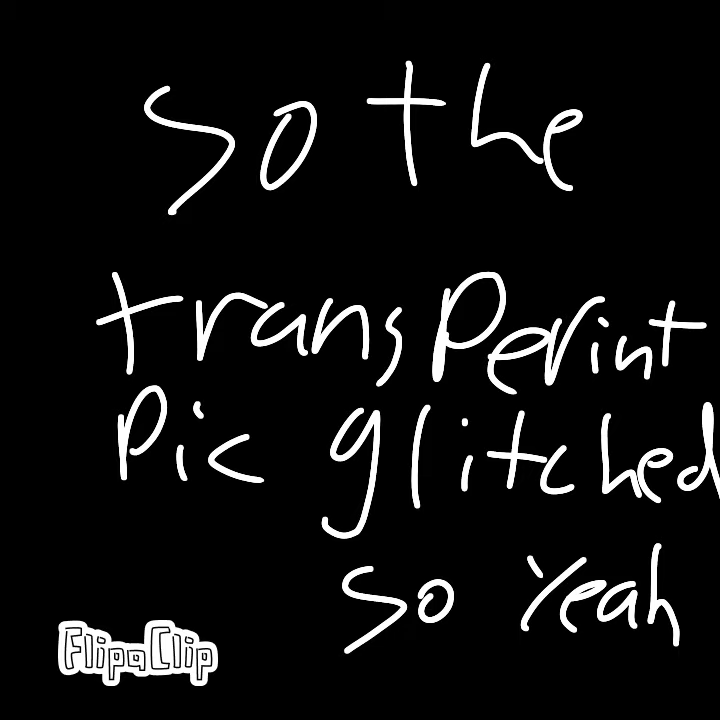 so the
transperint
pic glitched
so yeah
FlipaClip